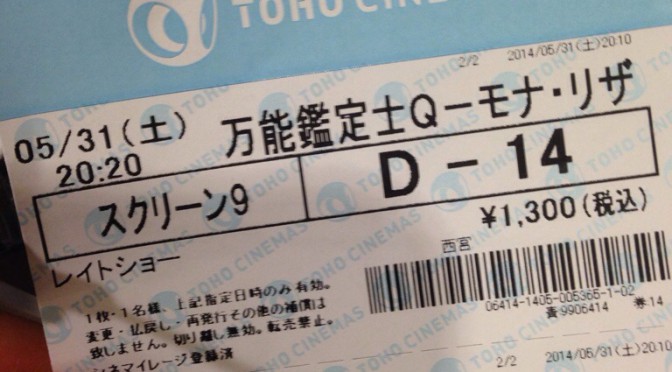 TOHO CINEMAS
2/2 2014/05/31(土)20:10
05/31(土) 万能鑑定士Q－モナ・リザ
20:20
スクリーン9 D－14
¥1,300(税込)
レイトショー
西宮
1枚・1名様、上記指定日時のみ有効。
変更・払戻し・再発行その他の補償は
致しません。切り離し無効。転売禁止。
シネマイレージ登録済
06414-1405-005365-1-02
責9906414 券14
2/2 2014/05/31(土)20:10